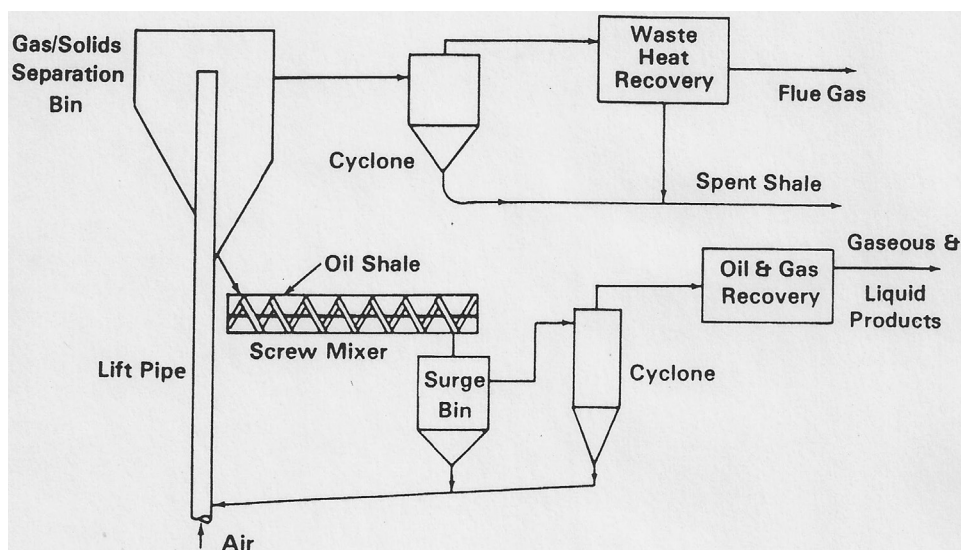 Gas/Solids
Separation
Bin
Waste
Heat
Recovery
Flue Gas
Cyclone
Spent Shale
Oil Shale
Gaseous &
Oil & Gas
Recovery
Liquid
Products
Screw Mixer
Lift Pipe
Surge
Bin
Cyclone
Air